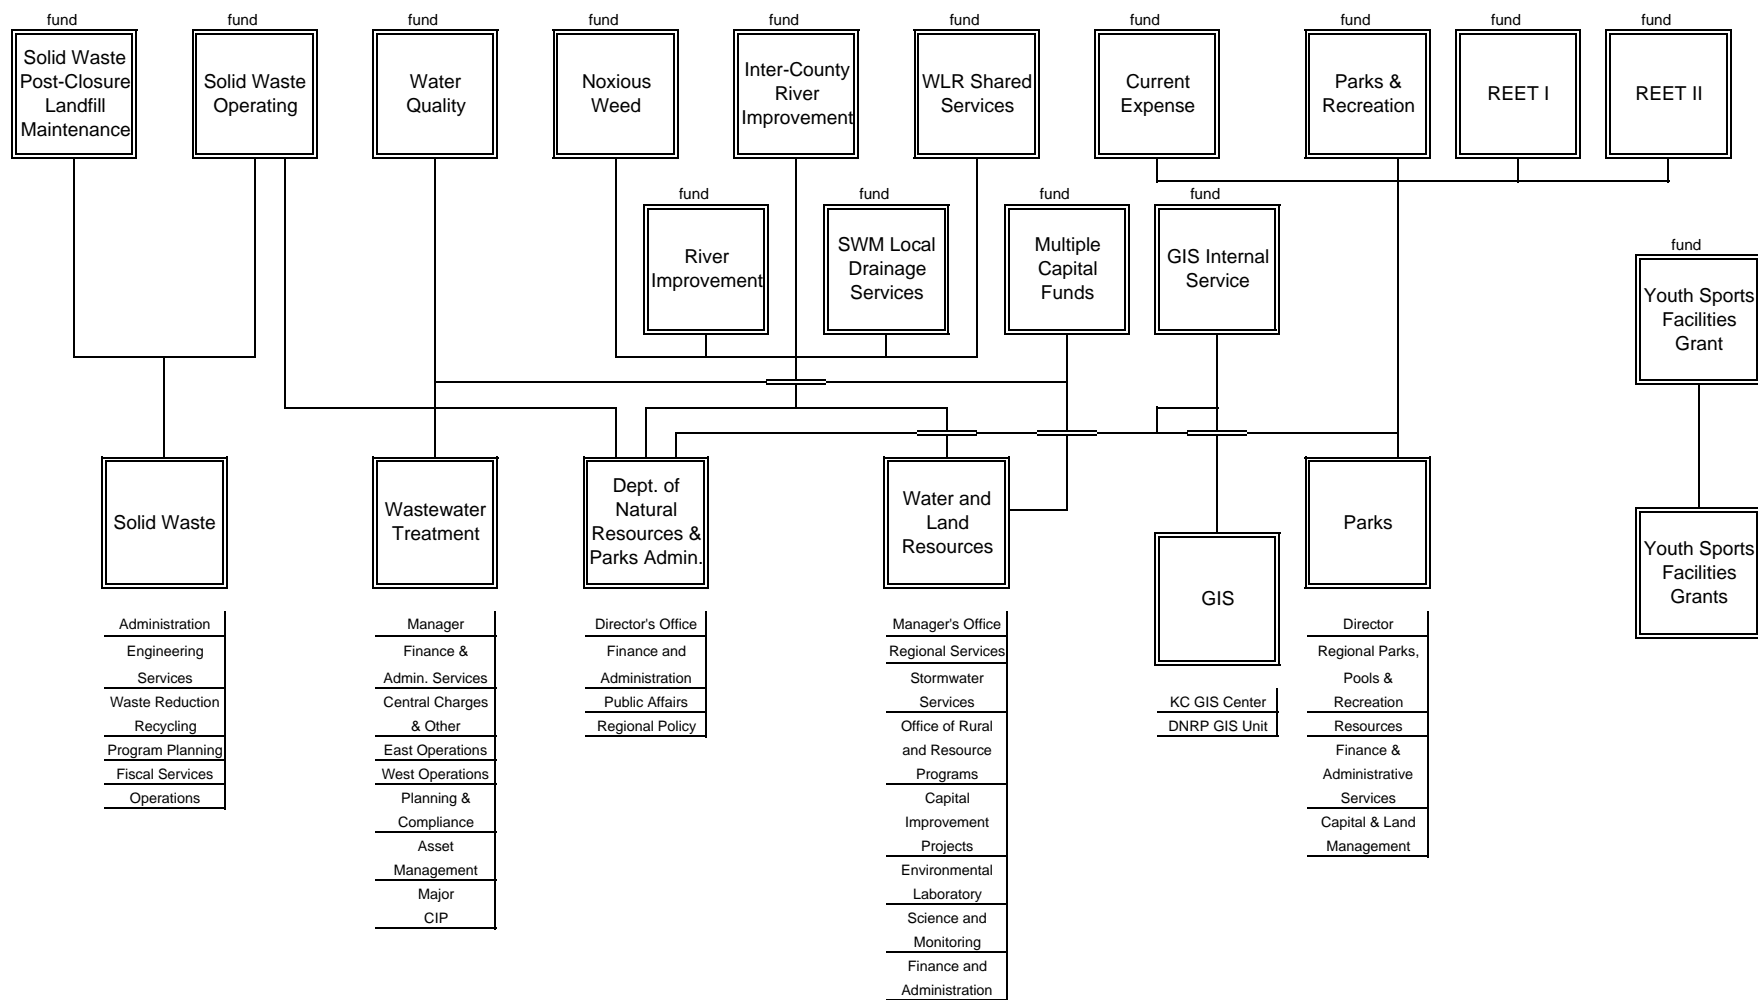 fund
fund
fund
fund
fund
fund
fund
fund
fund
fund
Solid Waste
Post-Closure
Landfill
Maintenance
Solid Waste
Operating
Water
Quality
Noxious
Weed
Inter-County
River
Improvement
WLR Shared
Services
Current
Expense
Parks &
Recreation
REET I
REET II
fund
fund
fund
fund
River
Improvement
SWM Local
Drainage
Services
Multiple
Capital
Funds
GIS Internal
Service
fund
Youth Sports
Facilities
Grant
Solid Waste
Wastewater
Treatment
Dept. of
Natural
Resources &
Parks Admin.
Water and
Land
Resources
GIS
Parks
Youth Sports
Facilities
Grants
Administration
Engineering
Services
Waste Reduction
Recycling
Program Planning
Fiscal Services
Operations
Manager
Finance &
Admin. Services
Central Charges
& Other
East Operations
West Operations
Planning &
Compliance
Asset
Management
Major
CIP
Director's Office
Finance and
Administration
Public Affairs
Regional Policy
Manager's Office
Regional Services
Stormwater
Services
Office of Rural
and Resource
Programs
Capital
Improvement
Projects
Environmental
Laboratory
Science and
Monitoring
Finance and
Administration
KC GIS Center
DNRP GIS Unit
Director
Regional Parks,
Pools &
Recreation
Resources
Finance &
Administrative
Services
Capital & Land
Management